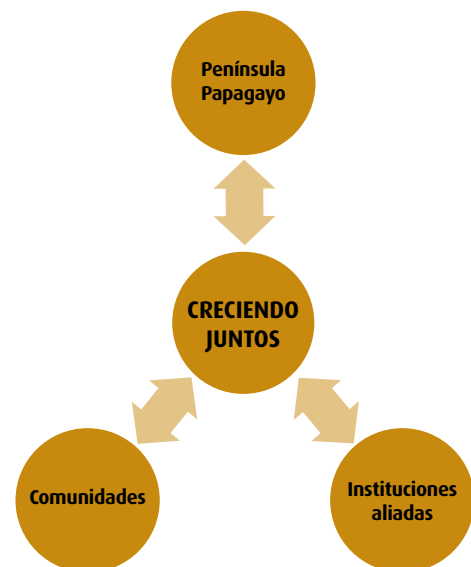 Península
Papagayo
CRECIENDO
JUNTOS
Comunidades
Instituciones
aliadas